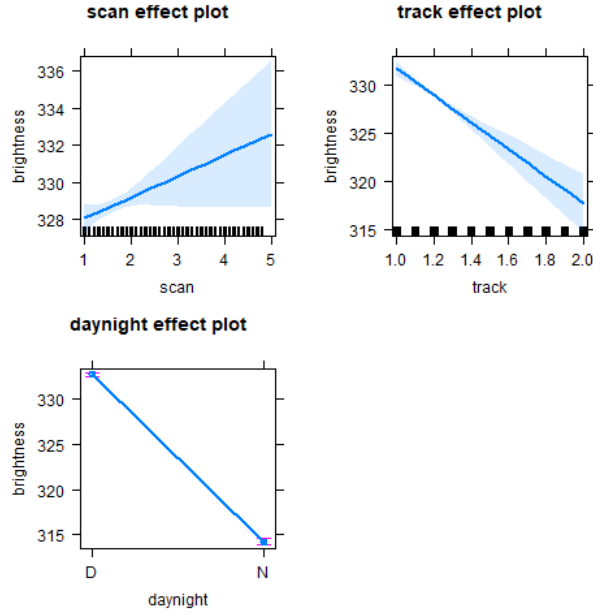 scan effect plot
brightness
336
334
332
330
328
1 2 3 4 5
scan
track effect plot
brightness
330
325
320
315
1.0 1.2 1.4 1.6 1.8 2.0
track
daynight effect plot
brightness
330
325
320
315
D N
daynight